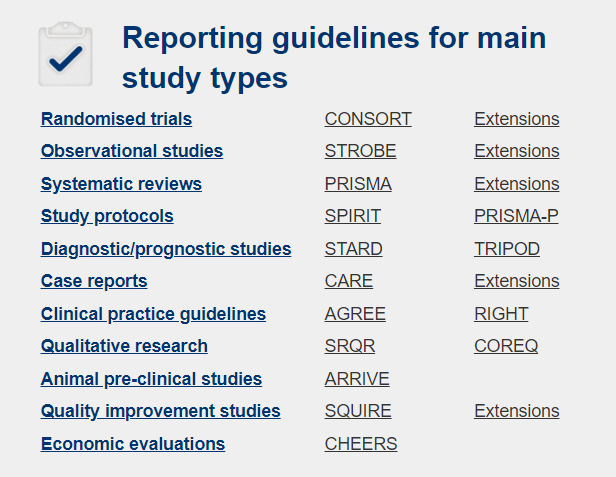 Reporting guidelines for main
study types
Randomised trials CONSORT Extensions
Observational studies STROBE Extensions
Systematic reviews PRISMA Extensions
Study protocols SPIRIT PRISMA-P
Diagnostic/prognostic studies STARD TRIPOD
Case reports CARE Extensions
Clinical practice guidelines AGREE RIGHT
Qualitative research SRQR COREQ
Animal pre-clinical studies ARRIVE
Quality improvement studies SQUIRE Extensions
Economic evaluations CHEERS